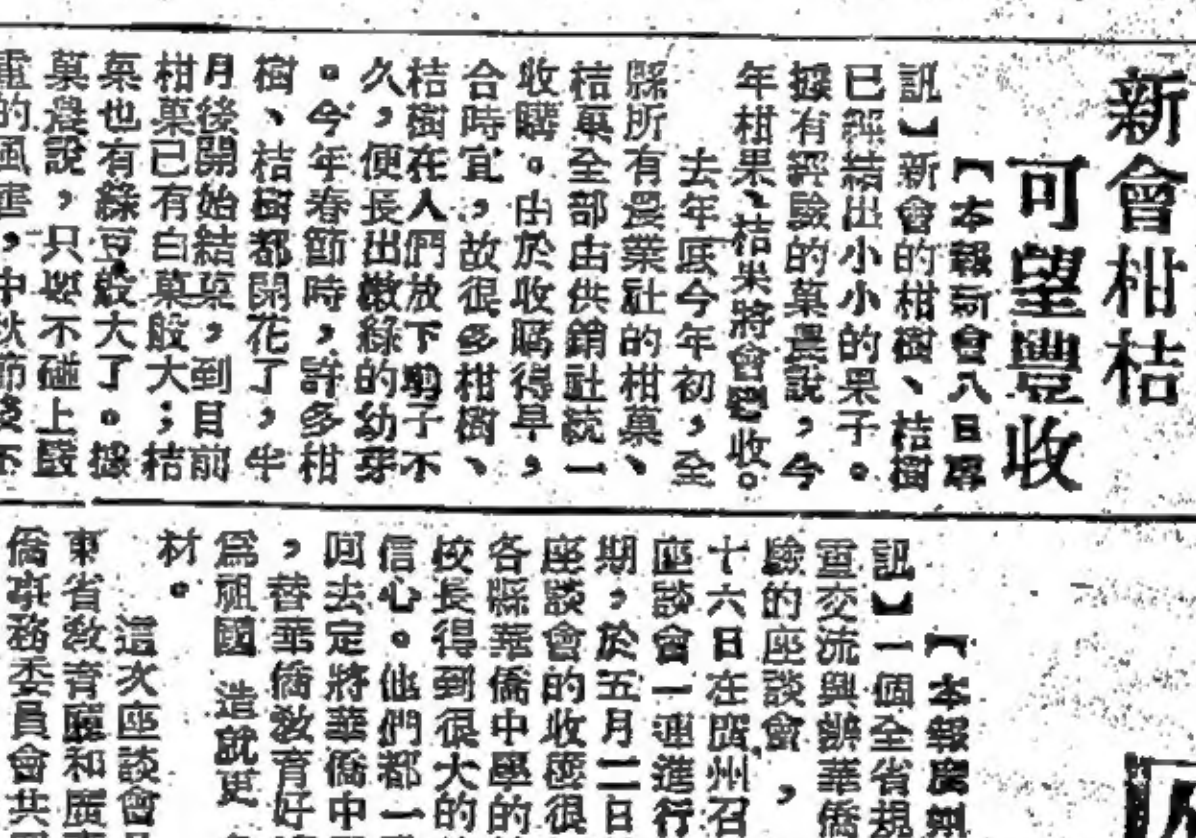 新會柑桔
可望豐收
【本報新會八日專
訊】新會的柑樹、桔樹
已經結出小小的果子。
據有經驗的菓農說，今
年柑果、桔果將會豐收。
去年底今年初，全
縣所有農業社的柑菓、
桔菓全部由供銷社統一
收購。由於收購得早，
合時宜，故很多柑樹、
桔樹在人們放下剪子不
久，便長出嫩綠的幼芽
。今年春節時，許多柑
樹、桔樹都開花了，半
月後開始結菓，到目前
柑菓已有白菓般大；桔
菓也有綠豆般大了。據
菓農說，只要不碰上嚴
重的風害，中秋節後不
【本報廣州
訊】一個全省規
重交流興辦華僑
驗的座談會，
十六日在廣州召
座談會一連進行
期，於五月二日
座談會的收穫很
各縣華僑中學的
校長得到很大的
信心。他們都一
回去定將華僑中
，替華僑教育好
為祖國 造就更
材。
這次座談會
東省教育廳和廣
僑事務委員會共